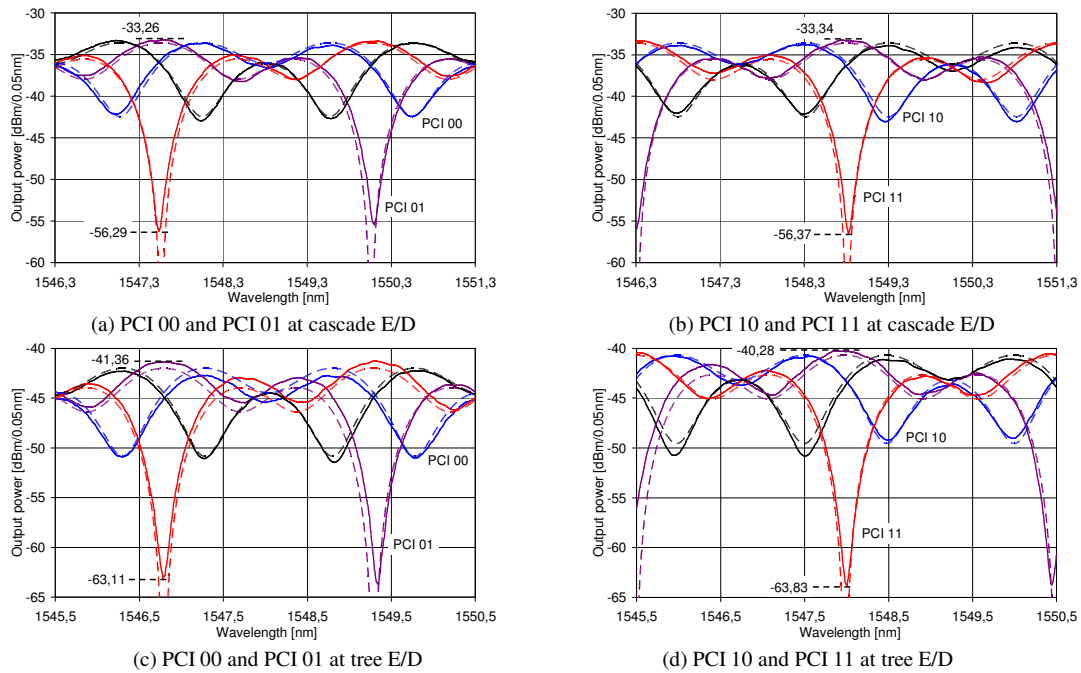 -30
-35
-40
-45
-50
-55
-60
Output power [dBm/0.05nm]
-33,26
PCI 00
PCI 01
-56,29
1546,3 1547,3 1548,3 1549,3 1550,3 1551,3
Wavelength [nm]
(a) PCI 00 and PCI 01 at cascade E/D
-30
-35
-40
-45
-50
-55
-60
Output power [dBm/0.05nm]
-33,34
PCI 10
PCI 11
-56,37
1546,3 1547,3 1548,3 1549,3 1550,3 1551,3
Wavelength [nm]
(b) PCI 10 and PCI 11 at cascade E/D
-40
-45
-50
-55
-60
-65
Output power [dBm/0.05nm]
-41,36
PCI 00
PCI 01
-63,11
1545,5 1546,5 1547,5 1548,5 1549,5 1550,5
Wavelength [nm]
(c) PCI 00 and PCI 01 at tree E/D
-40
-45
-50
-55
-60
-65
Output power [dBm/0.05nm]
-40,28
PCI 10
PCI 11
-63,83
1545,5 1546,5 1547,5 1548,5 1549,5 1550,5
Wavelength [nm]
(d) PCI 10 and PCI 11 at tree E/D